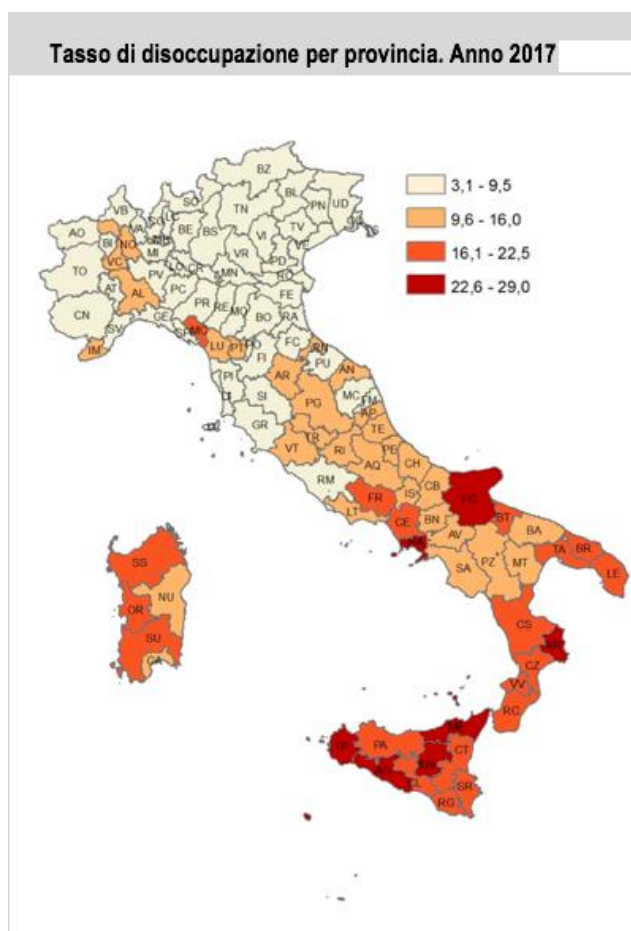 Tasso di disoccupazione per provincia. Anno 2017
3,1 - 9,5
9,6 - 16,0
16,1 - 22,5
22,6 - 29,0
BZ
SO
BL
VB
LC
TN
PN
UD
AO
VA
BE
BS
VI
TV
BI
NO
MI
VR
VC
TO
PD
MN
CR
PV
AT
AL
PC
FE
PR
RE
MO
BO
RA
CN
GE
SV
FC
LU
PT
IM
FI
PU
AN
PI
AR
MC
FM
SI
AP
PG
GR
TE
TR
VT
RI
PE
AQ
CH
RM
CB
FR
IS
LT
BT
CE
BN
BA
AV
SS
TA
BR
PZ
MT
SA
LE
NU
OR
CS
SU
CA
CZ
VV
RC
PA
CT
SR
RG